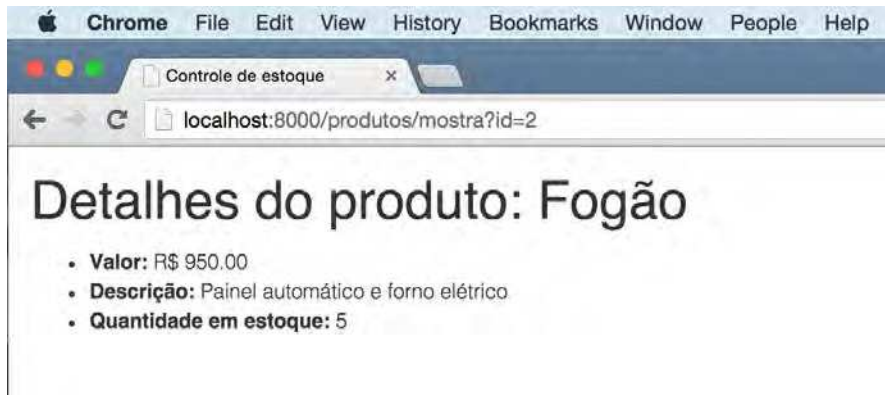 Chrome File Edit View History Bookmarks Window People Help
Controle de estoque
localhost:8000/produtos/mostra?id=2
Detalhes do produto: Fogão
• Valor: R$ 950.00
• Descrição: Painel automático e forno elétrico
• Quantidade em estoque: 5